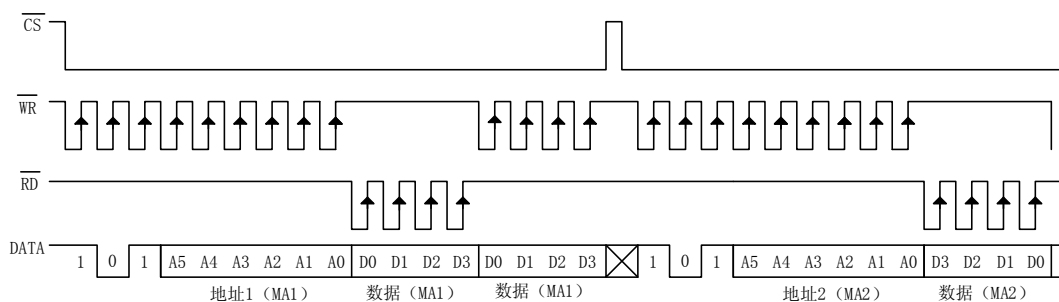 CS
WR
RD
DATA 1 0 1 A5 A4 A3 A2 A1 A0 D0 D1 D2 D3 D0 D1 D2 D3 1 0 1 A5 A4 A3 A2 A1 A0 D3 D2 D1 D0
地址1（MA1） 数据（MA1） 数据（MA1） 地址2（MA2） 数据（MA2）